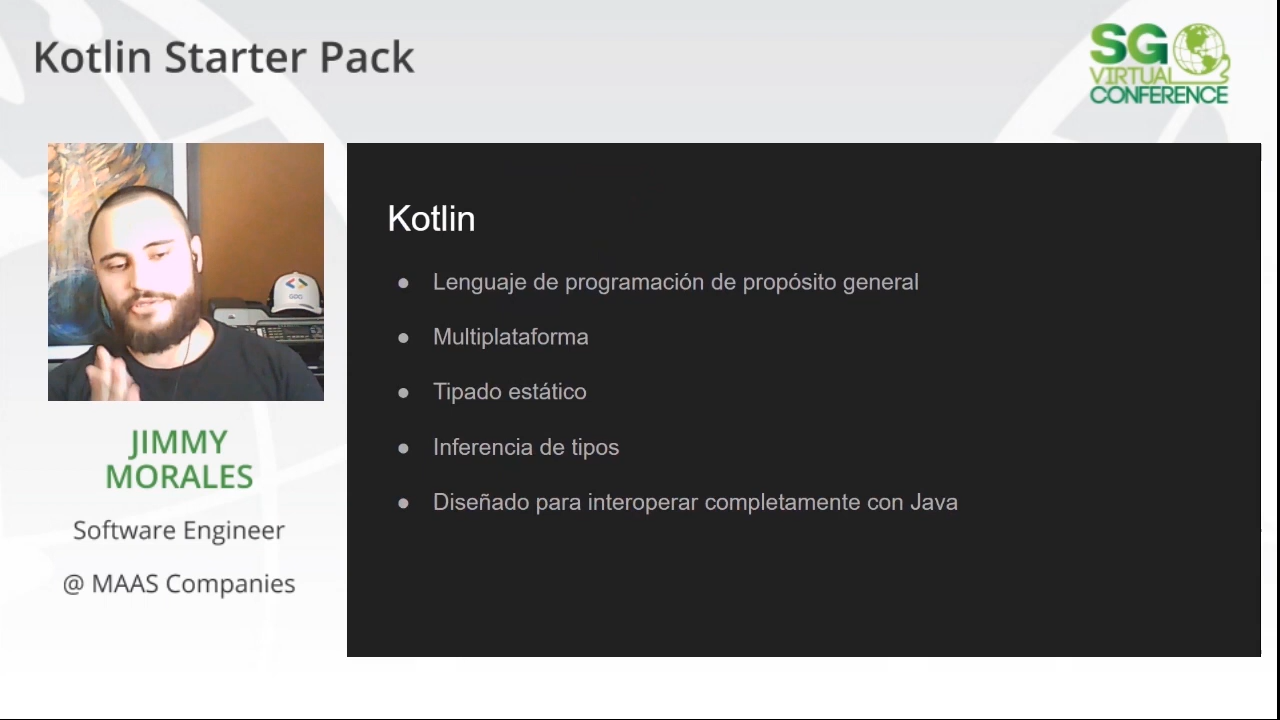 Kotlin Starter Pack
SG
VIRTUAL
CONFERENCE
JIMMY
MORALES
Software Engineer
@ MAAS Companies
Kotlin
● Lenguaje de programación de propósito general
● Multiplataforma
● Tipado estático
● Inferencia de tipos
● Diseñado para interoperar completamente con Java